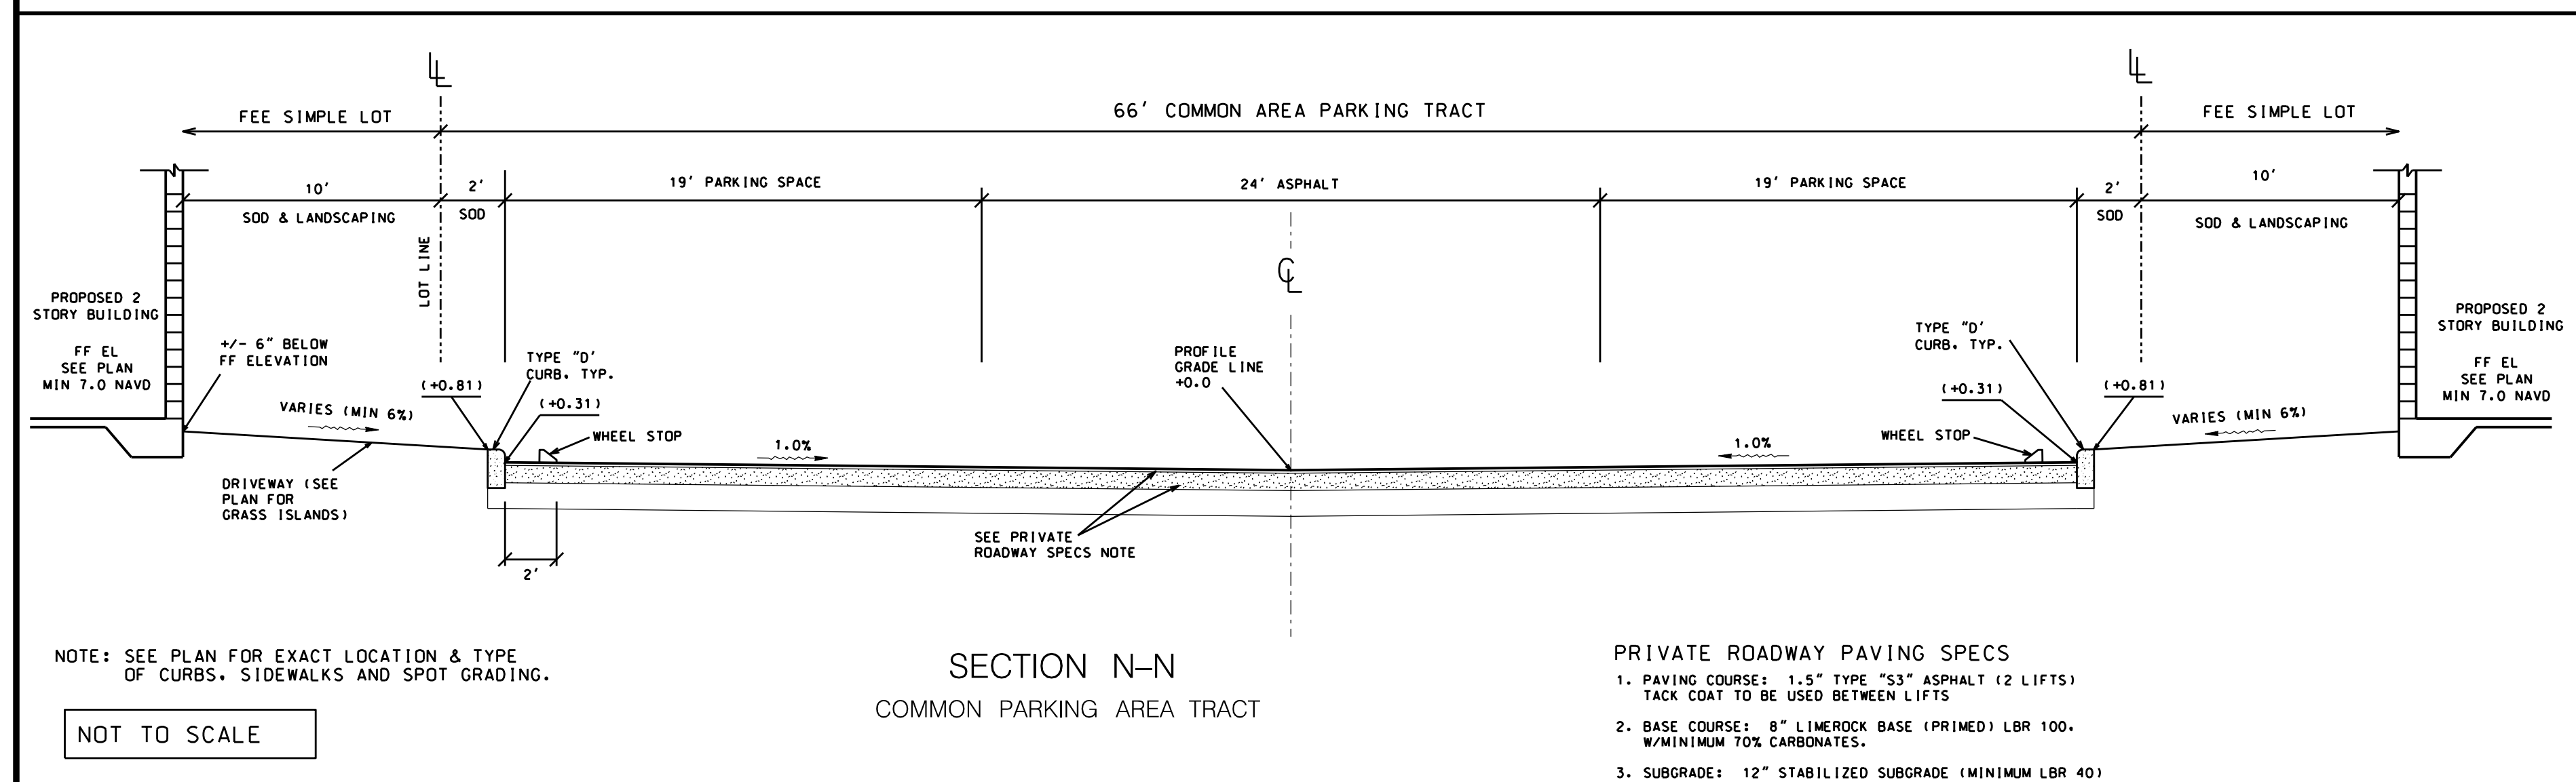 FEE SIMPLE LOT
66' COMMON AREA PARKING TRACT
FEE SIMPLE LOT
10'
SOD & LANDSCAPING
2'
SOD
19' PARKING SPACE
24' ASPHALT
19' PARKING SPACE
2'
SOD
10'
SOD & LANDSCAPING
LOT LINE
PROPOSED 2
STORY BUILDING
FF EL
SEE PLAN
MIN 7.0 NAVD
+/- 6" BELOW
FF ELEVATION
VARIES (MIN 6%)
(+0.81)
TYPE "D'
CURB, TYP.
(+0.31)
WHEEL STOP
1.0%
PROFILE
GRADE LINE
+0.0
1.0%
WHEEL STOP
(+0.31)
TYPE "D'
CURB, TYP.
(+0.81)
VARIES (MIN 6%)
PROPOSED 2
STORY BUILDING
FF EL
SEE PLAN
MIN 7.0 NAVD
DRIVEWAY (SEE
PLAN FOR
GRASS ISLANDS)
2'
SEE PRIVATE
ROADWAY SPECS NOTE
NOTE: SEE PLAN FOR EXACT LOCATION & TYPE
OF CURBS, SIDEWALKS AND SPOT GRADING.
NOT TO SCALE
SECTION N-N
COMMON PARKING AREA TRACT
PRIVATE ROADWAY PAVING SPECS
1. PAVING COURSE: 1.5" TYPE "S3" ASPHALT (2 LIFTS)
TACK COAT TO BE USED BETWEEN LIFTS
2. BASE COURSE: 8" LIMEROCK BASE (PRIMED) LBR 100,
W/MINIMUM 70% CARBONATES.
3. SUBGRADE: 12" STABILIZED SUBGRADE (MINIMUM LBR 40)